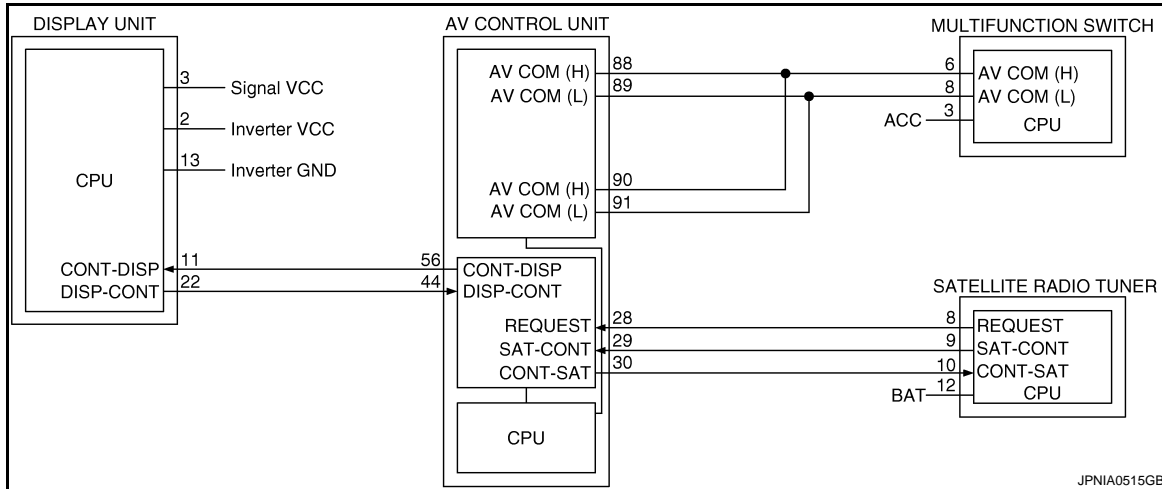 DISPLAY UNIT
CPU
3
Signal VCC
2
Inverter VCC
13
Inverter GND
CONT-DISP
11
DISP-CONT
22
AV CONTROL UNIT
AV COM (H)
88
AV COM (L)
89
AV COM (H)
90
AV COM (L)
91
56
CONT-DISP
44
DISP-CONT
REQUEST
28
SAT-CONT
29
CONT-SAT
30
CPU
MULTIFUNCTION SWITCH
6
AV COM (H)
8
AV COM (L)
ACC
3
CPU
SATELLITE RADIO TUNER
8
REQUEST
9
SAT-CONT
10
CONT-SAT
BAT
12
CPU
JPNIA0515GB